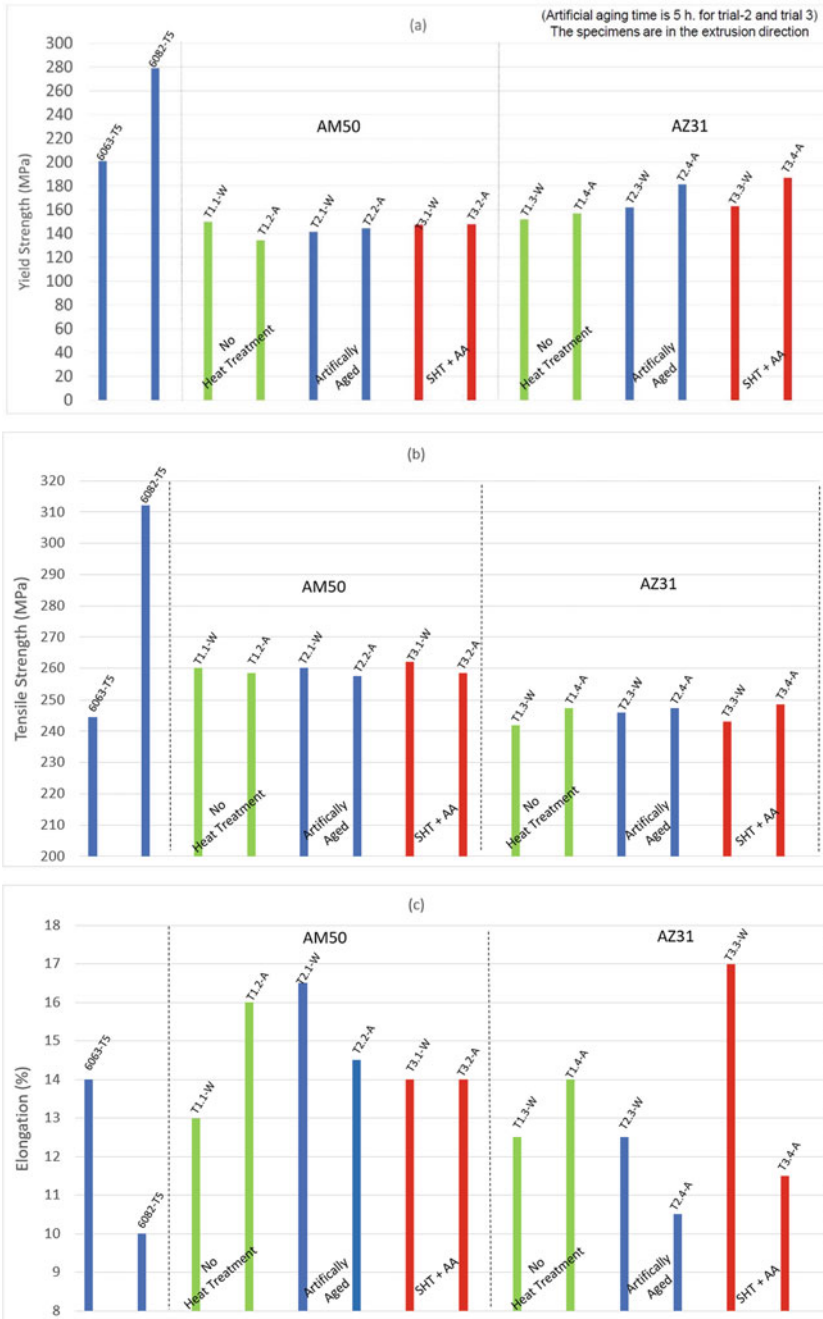 (a)
(Artificial aging time is 5 h. for trial-2 and trial 3)
The specimens are in the extrusion direction
Yield Strength (MPa)
300
280
260
240
220
200
180
160
140
120
100
80
60
40
20
0
6063-T5
6082-T5
AM50
T1.1-W
T1.2-A
T2.1-W
T2.2-A
T3.1-W
T3.2-A
No
Heat Treatment
Artifically
Aged
SHT + AA
AZ31
T1.3-W
T1.4-A
T2.3-W
T2.4-A
T3.3-W
T3.4-A
No
Heat Treatment
Artifically
Aged
SHT + AA
(b)
Tensile Strength (MPa)
320
310
300
290
280
270
260
250
240
230
220
210
200
6063-T5
6082-T5
AM50
T1.1-W
T1.2-A
T2.1-W
T2.2-A
T3.1-W
T3.2-A
No
Heat Treatment
Artifically
Aged
SHT + AA
AZ31
T1.3-W
T1.4-A
T2.3-W
T2.4-A
T3.3-W
T3.4-A
No
Heat Treatment
Artifically
Aged
SHT + AA
(c)
Elongation (%)
18
17
16
15
14
13
12
11
10
9
8
6063-T5
6082-T5
AM50
T1.1-W
T1.2-A
T2.1-W
T2.2-A
T3.1-W
T3.2-A
No
Heat Treatment
Artifically
Aged
SHT + AA
AZ31
T1.3-W
T1.4-A
T2.3-W
T2.4-A
T3.3-W
T3.4-A
No
Heat Treatment
Artifically
Aged
SHT + AA